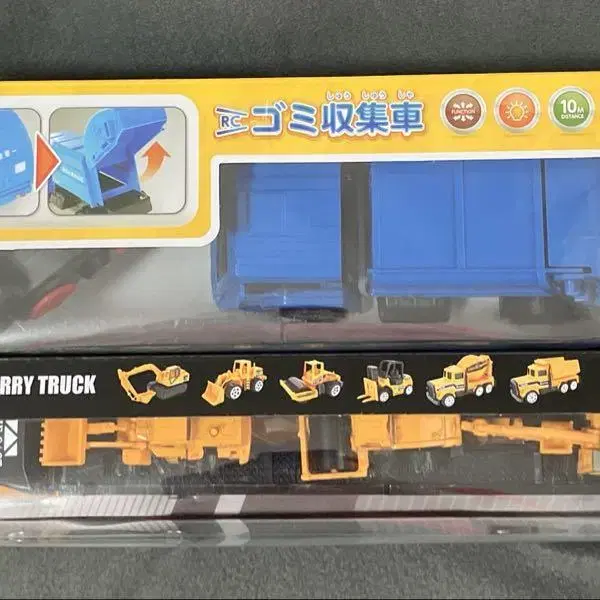 しゅう しゅう しゃ
RC ゴミ収集車
FUNCTION
10M
DISTANCE
RRY TRUCK